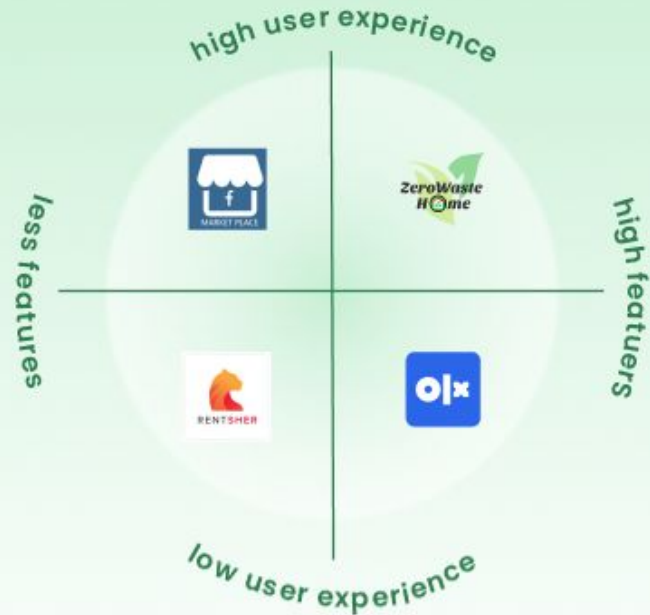 high user experience
f
MARKET PLACE
ZeroWaste
Home
less features
high featuers
RENTSHER
olx
low user experience